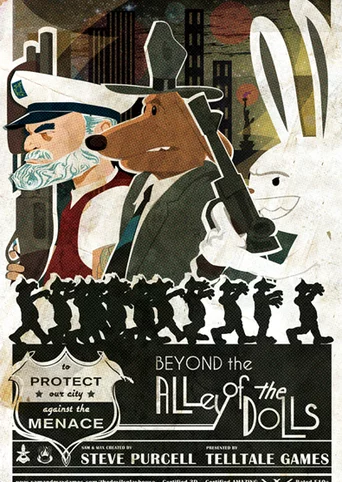 BEYOND the
ALLey of the
DOLLS
to
PROTECT
our city
against the
MENACE
SAM & MAX CREATED BY
STEVE PURCELL
PRESENTED BY
TELLTALE GAMES